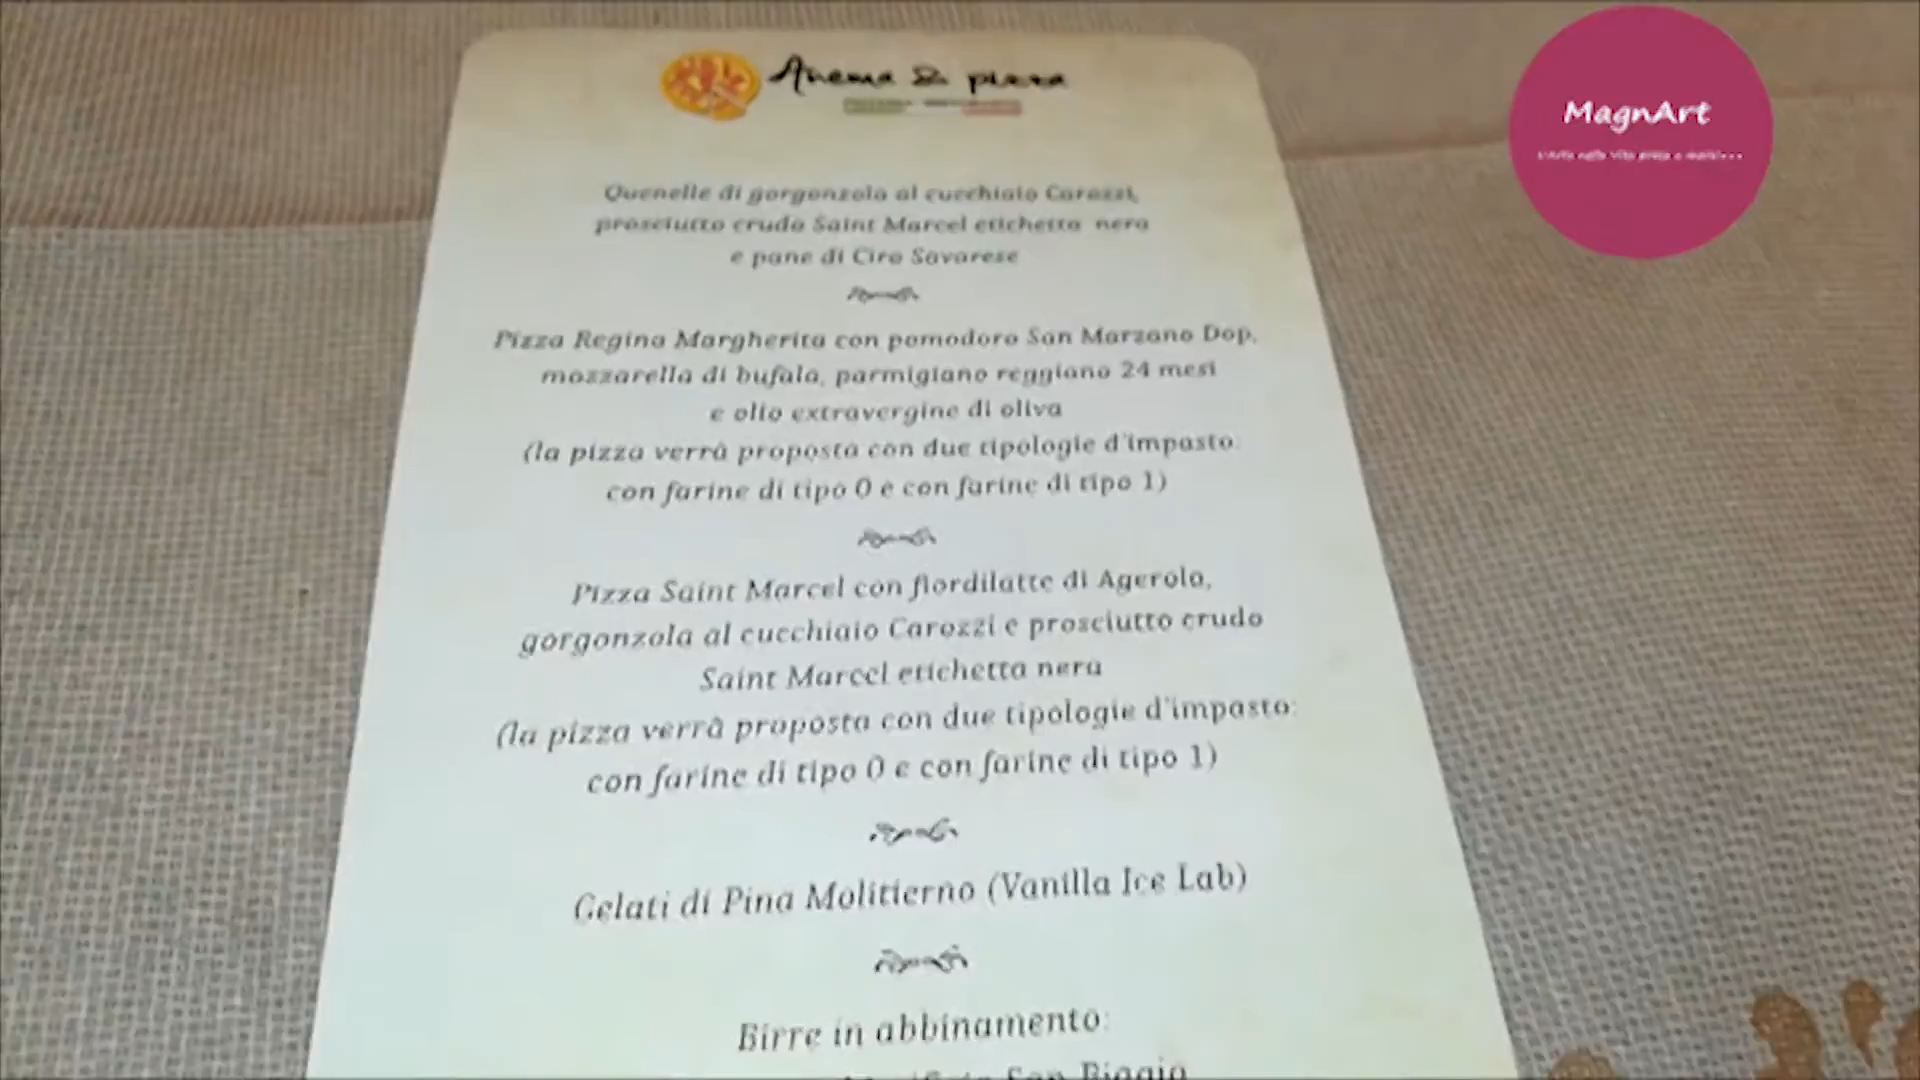 Anema & pizza
MagnArt
Quenelle di gorgonzola al cucchiaio Carozzi,
prosciutto crudo Saint Marcel etichetta nera
e pane di Ciro Savarese
Pizza Regina Margherita con pomodoro San Marzano Dop,
mozzarella di bufala, parmigiano reggiano 24 mesi
e olio extravergine di oliva
(la pizza verrà proposta con due tipologie d'impasto:
con farine di tipo 0 e con farine di tipo 1)
Pizza Saint Marcel con fiordilatte di Agerola,
gorgonzola al cucchiaio Carozzi e prosciutto crudo
Saint Marcel etichetta nera
(la pizza verrà proposta con due tipologie d'impasto:
con farine di tipo 0 e con farine di tipo 1)
Gelati di Pina Molitierno (Vanilla Ice Lab)
Birre in abbinamento:
San Biagio